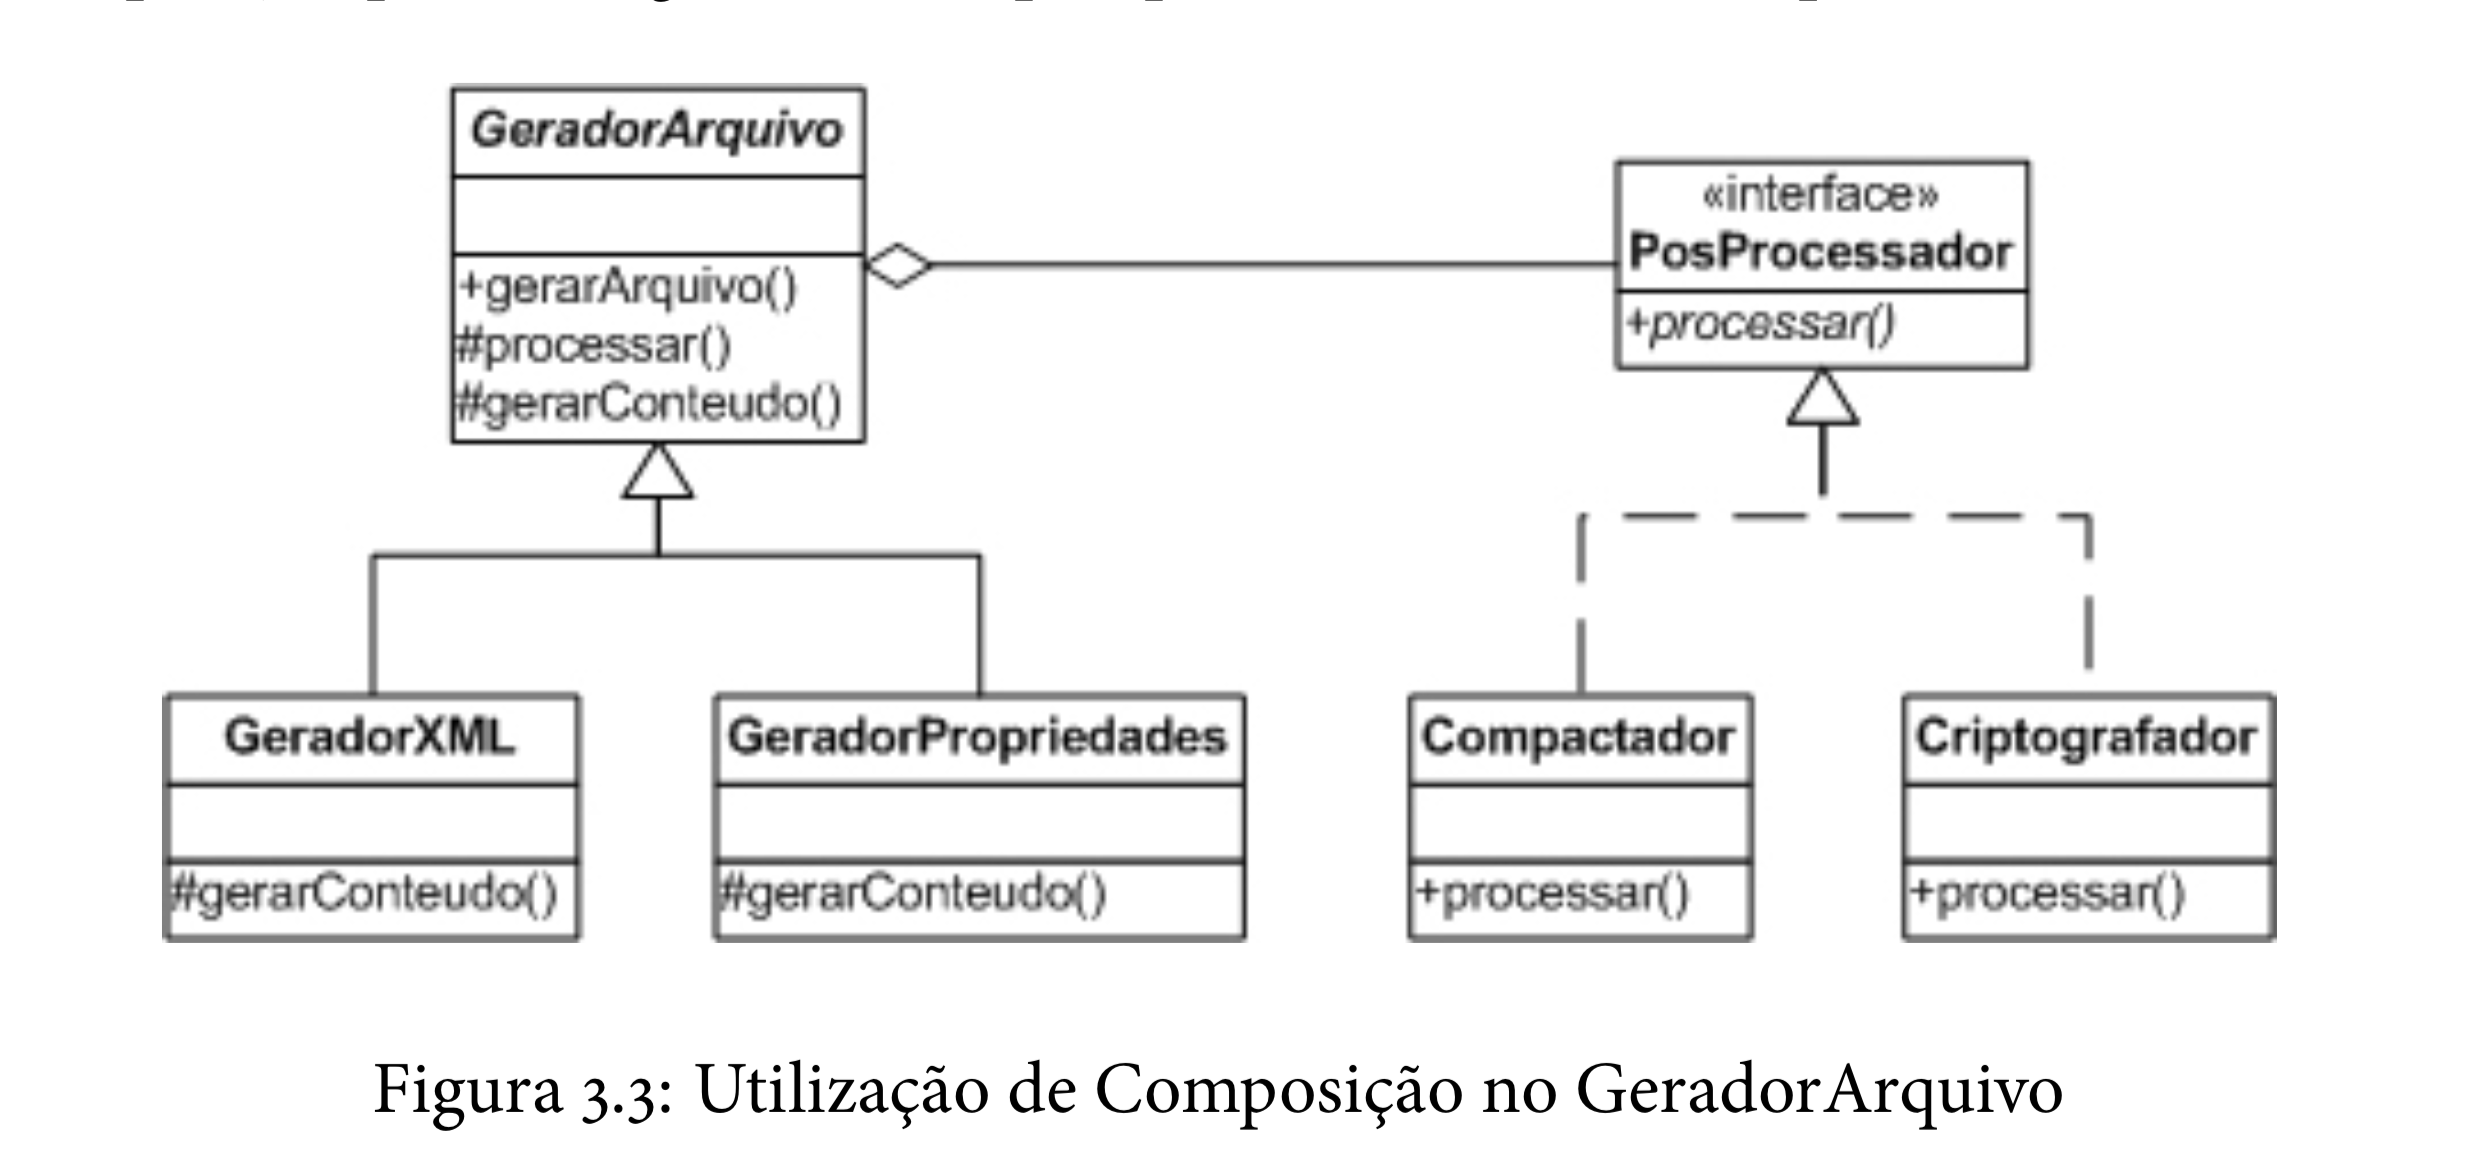 GeradorArquivo
+gerarArquivo()
#processar()
#gerarConteudo()
«interface»
PosProcessador
+processar()
GeradorXML
#gerarConteudo()
GeradorPropriedades
#gerarConteudo()
Compactador
+processar()
Criptografador
+processar()
Figura 3.3: Utilização de Composição no GeradorArquivo